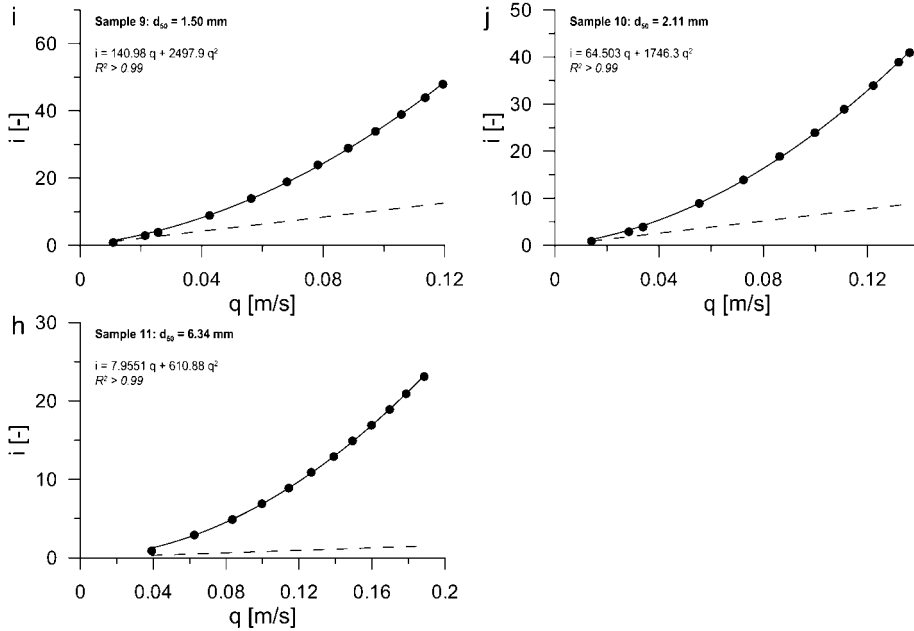 i
Sample 9: d₅₀ = 1.50 mm
i = 140.98 q + 2497.9 q²
R² > 0.99
60
40
20
0
i [-]
0 0.04 0.08 0.12
q [m/s]
j
Sample 10: d₅₀ = 2.11 mm
i = 64.503 q + 1746.3 q²
R² > 0.99
50
40
30
20
10
0
i [-]
0 0.04 0.08 0.12
q [m/s]
h
Sample 11: d₅₀ = 6.34 mm
i = 7.9551 q + 610.88 q²
R² > 0.99
30
20
10
0
i [-]
0 0.04 0.08 0.12 0.16 0.2
q [m/s]